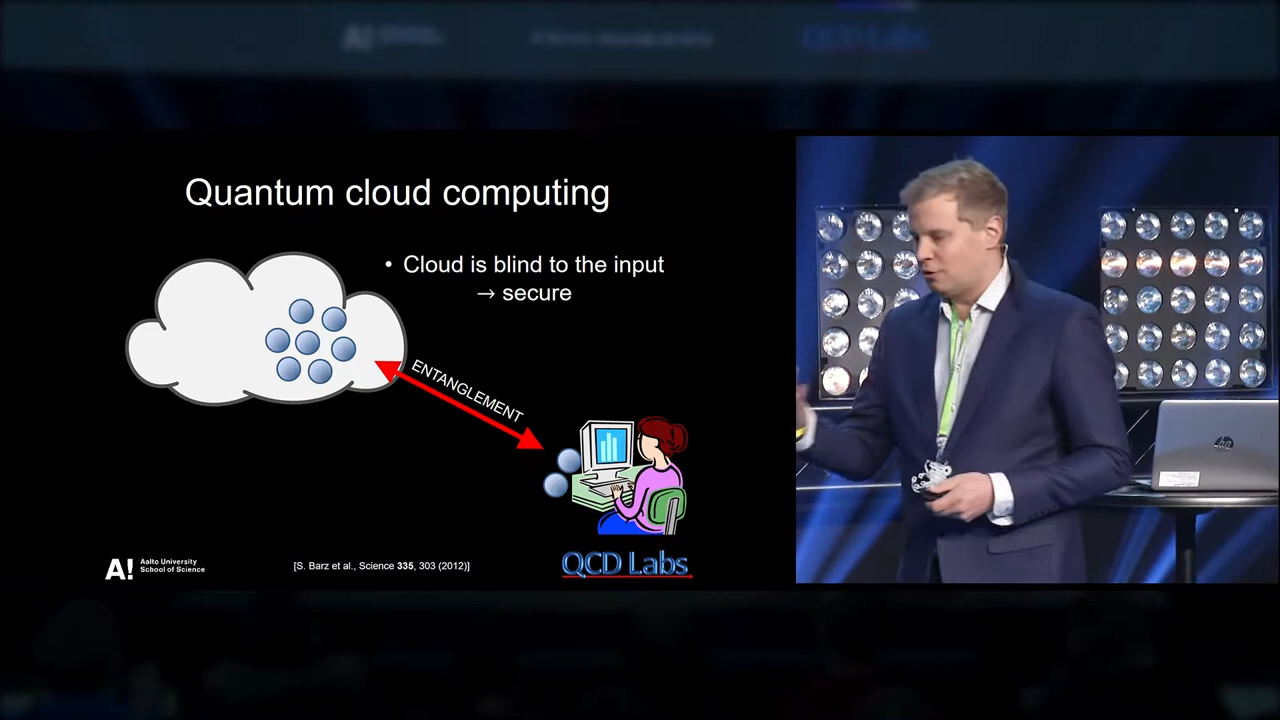 Quantum cloud computing
• Cloud is blind to the input
→ secure
ENTANGLEMENT
A! Aalto University
School of Science
[S. Barz et al., Science 335, 303 (2012)]
QCD Labs
hp